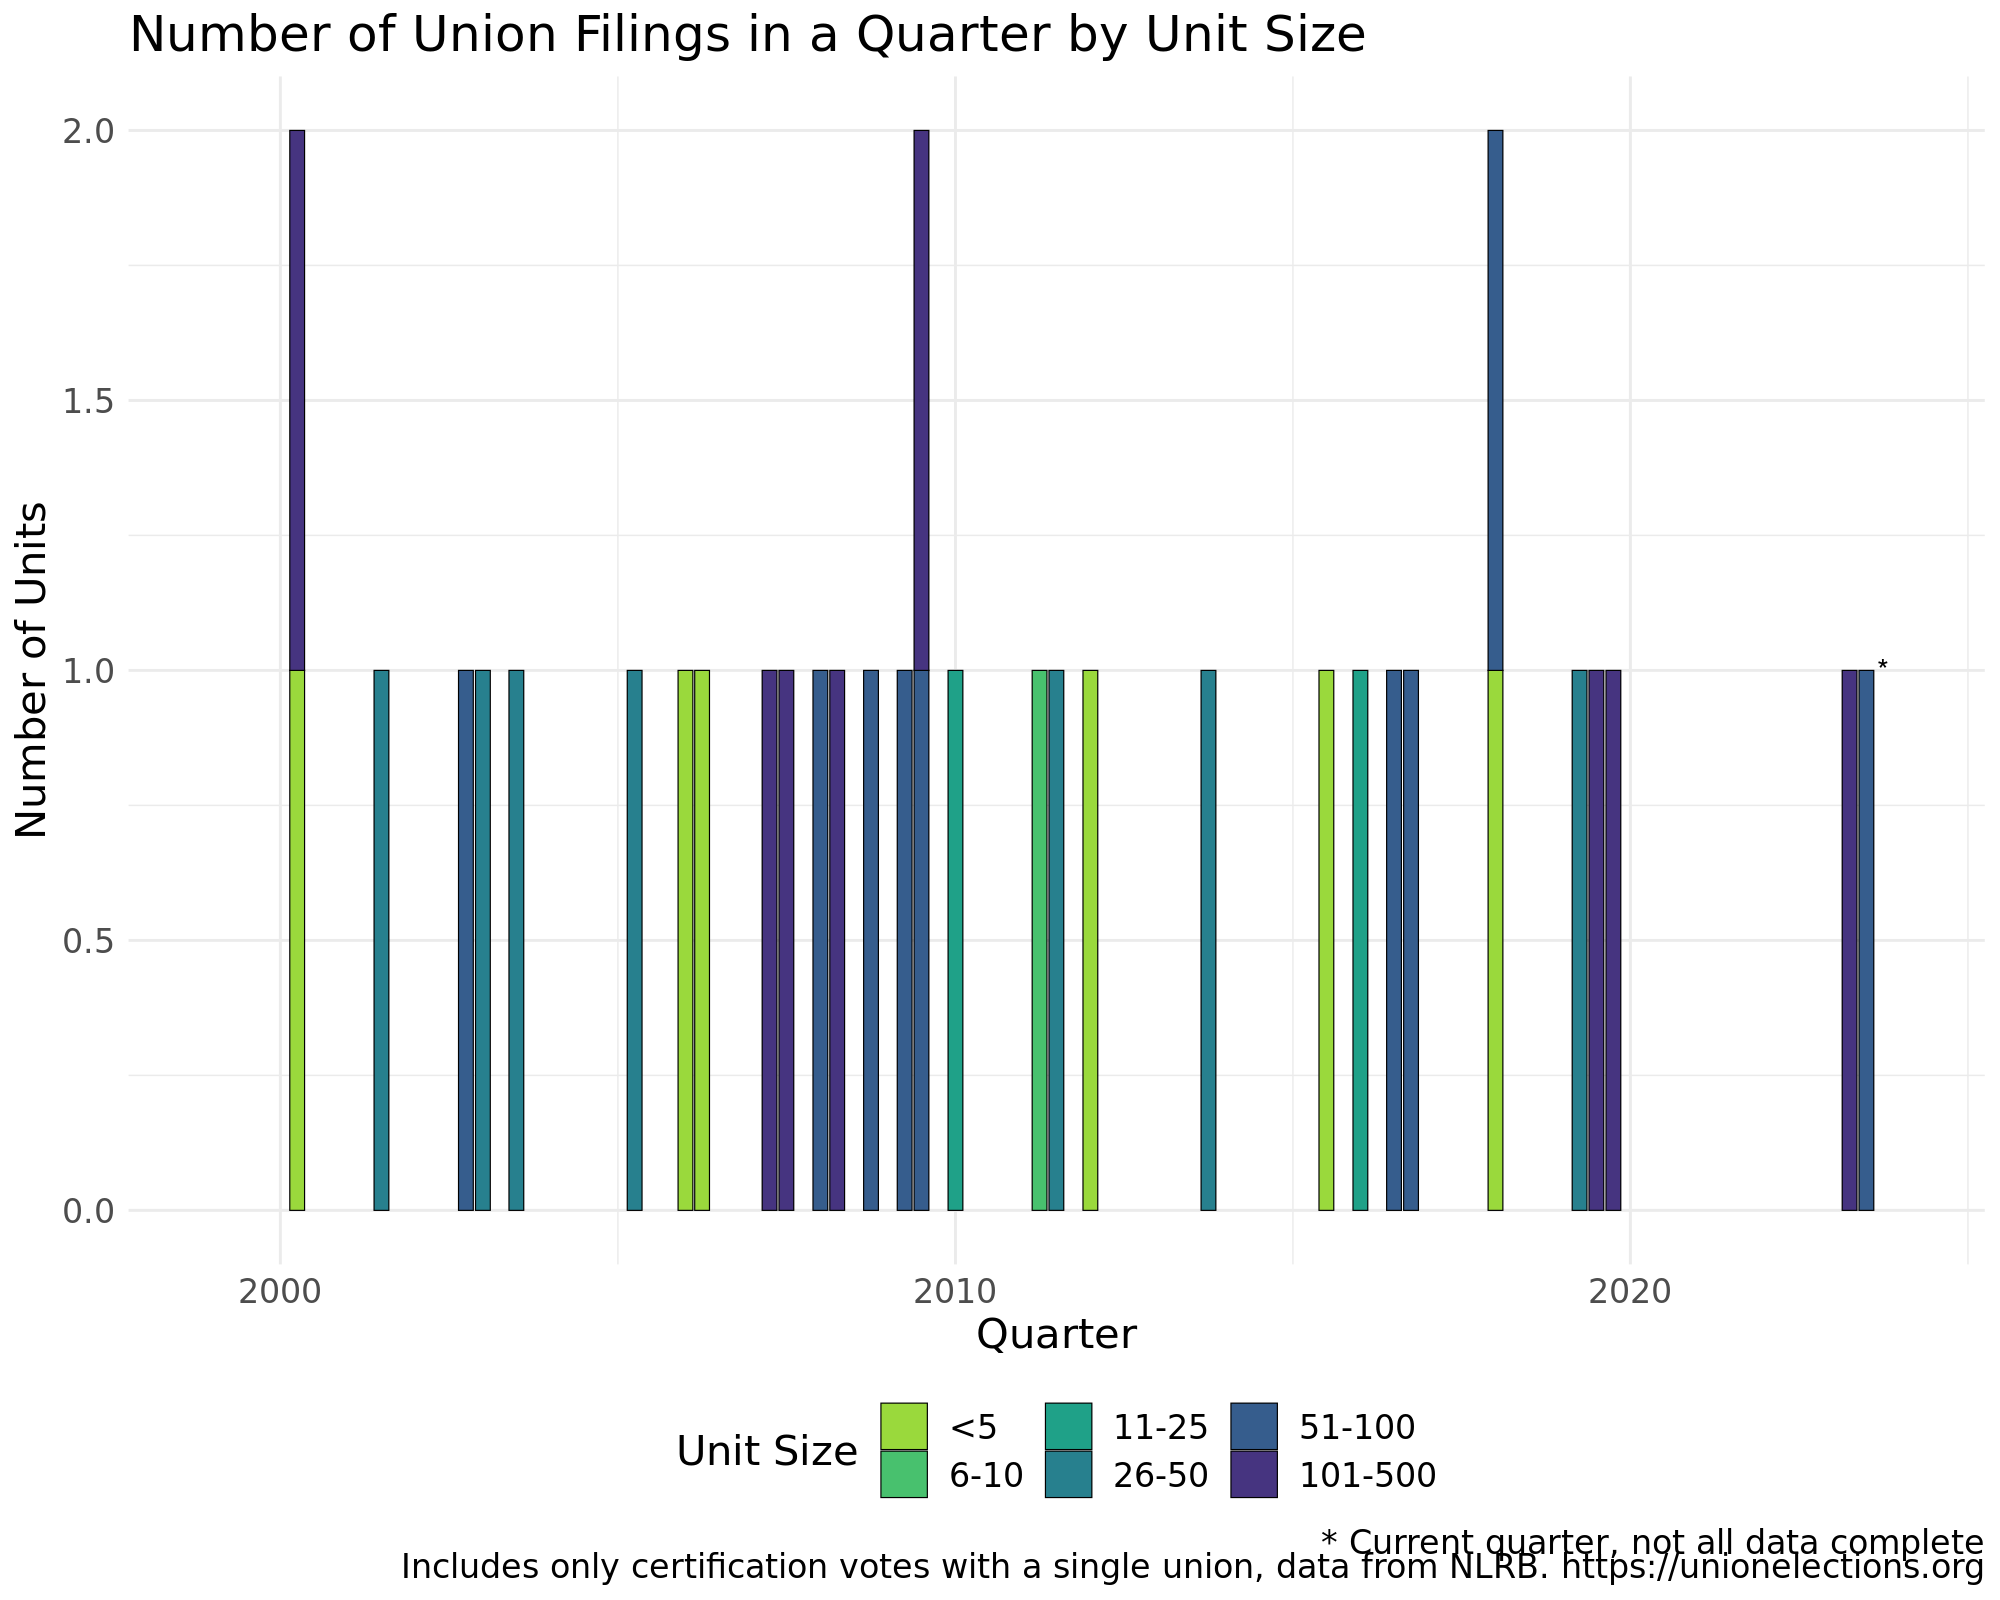 Number of Union Filings in a Quarter by Unit Size
Number of Units
2.0
1.5
1.0
0.5
0.0
*
2000 2010 2020
Quarter
Unit Size
<5 11-25 51-100
6-10 26-50 101-500
* Current quarter, not all data complete
Includes only certification votes with a single union, data from NLRB. https://unionelections.org